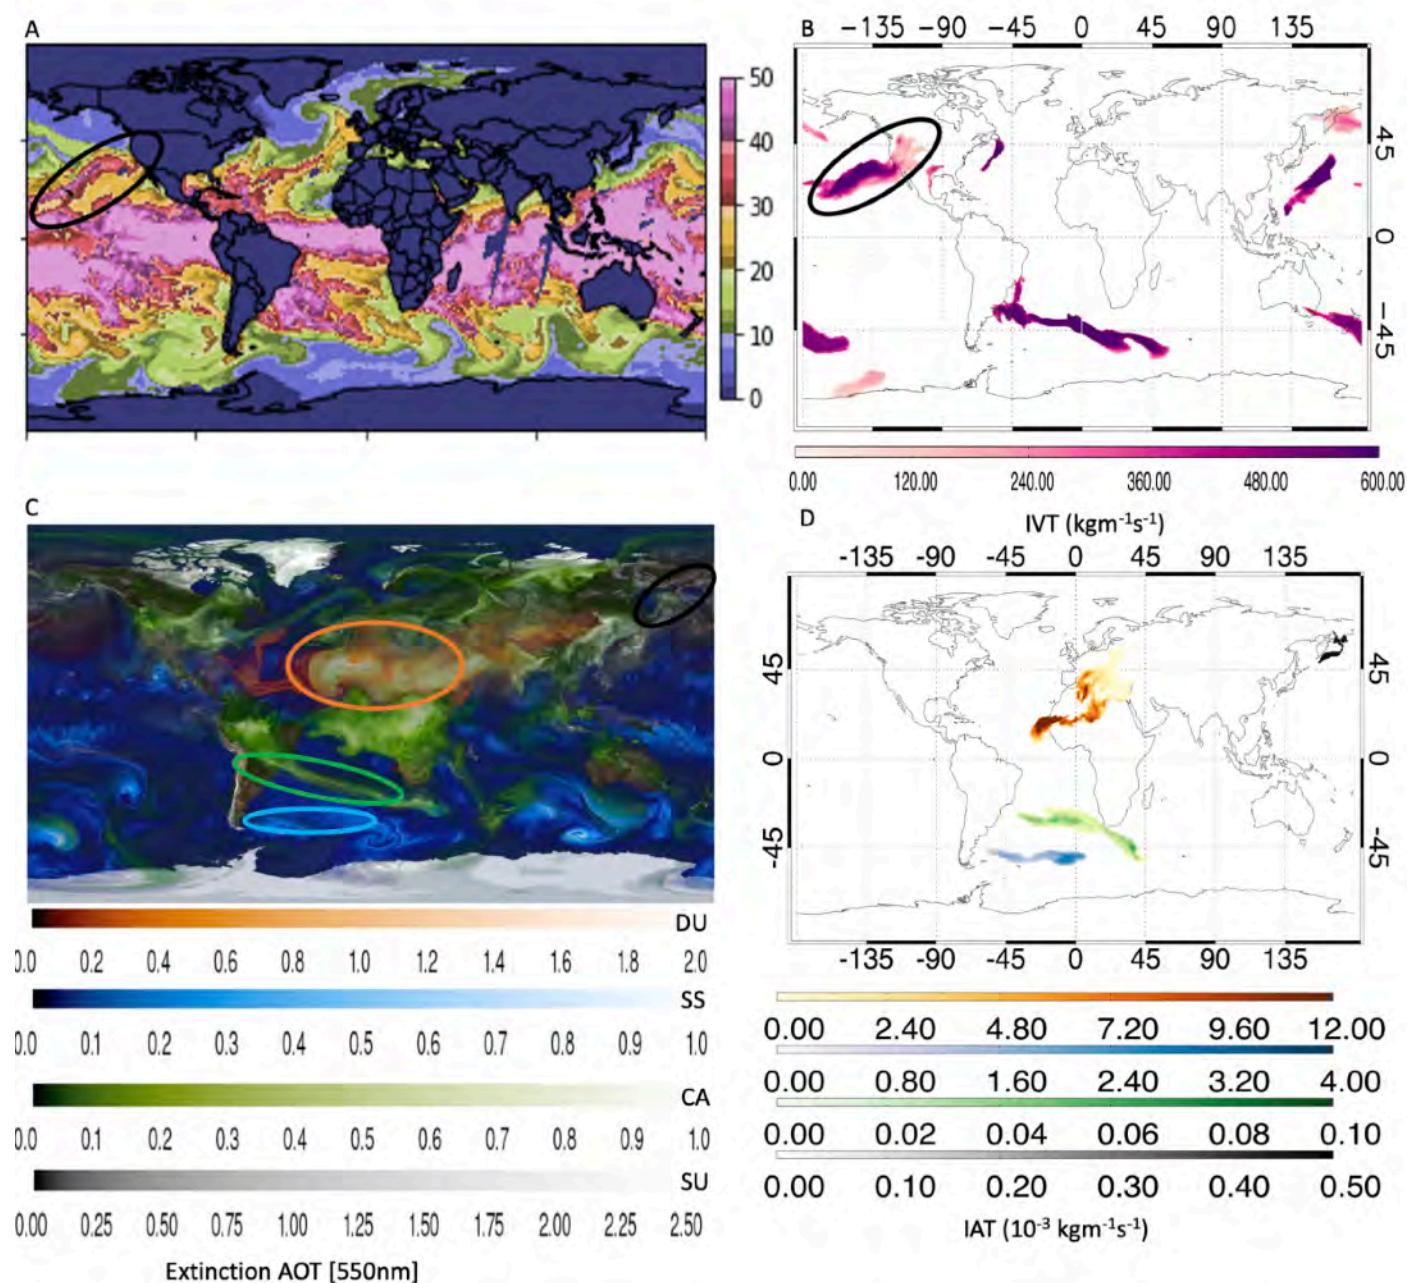 A
50
40
30
20
10
0
B
−135 −90 −45 0 45 90 135
45
0
−45
0.00 120.00 240.00 360.00 480.00 600.00
IVT (kgm⁻¹s⁻¹)
C
DU
.0 0.2 0.4 0.6 0.8 1.0 1.2 1.4 1.6 1.8 2.0
SS
.0 0.1 0.2 0.3 0.4 0.5 0.6 0.7 0.8 0.9 1.0
CA
.0 0.1 0.2 0.3 0.4 0.5 0.6 0.7 0.8 0.9 1.0
SU
0.00 0.25 0.50 0.75 1.00 1.25 1.50 1.75 2.00 2.25 2.50
Extinction AOT [550nm]
D
-135 -90 -45 0 45 90 135
45 45
0 0
-45 -45
-135 -90 -45 0 45 90 135
0.00 2.40 4.80 7.20 9.60 12.00
0.00 0.80 1.60 2.40 3.20 4.00
0.00 0.02 0.04 0.06 0.08 0.10
0.00 0.10 0.20 0.30 0.40 0.50
IAT (10⁻³ kgm⁻¹s⁻¹)